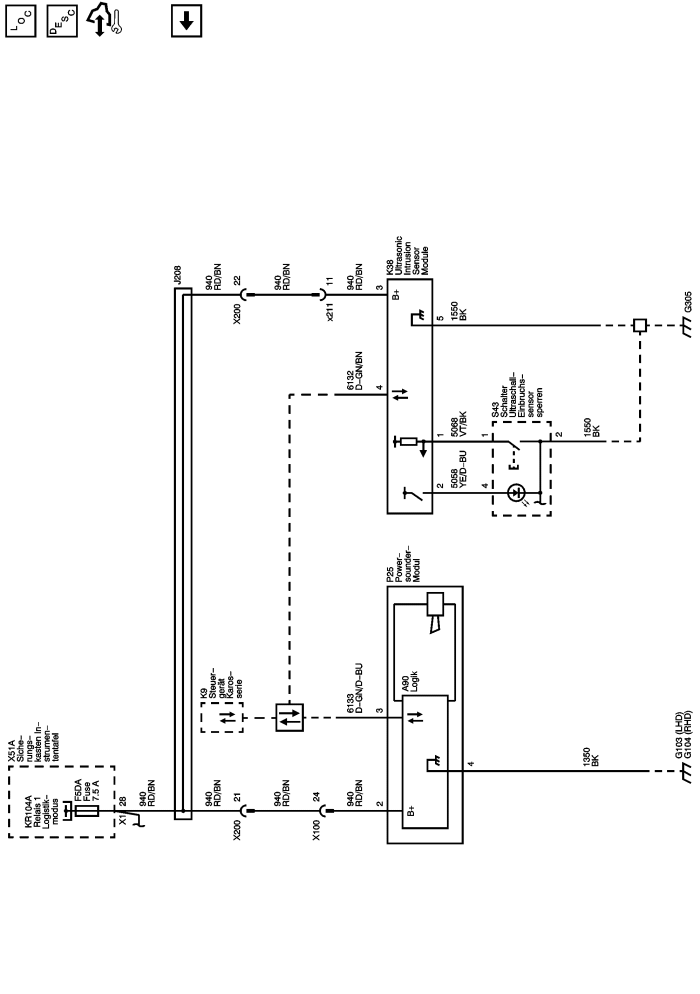 LOC
DESC
X51A
Siche–
rungs–
kasten In–
strumen–
tentafel
KR104A
Relais 1
Logistik–
modus
F5DA
Fuse
7.5 A
X1
28
940
RD/BN
J208
940
RD/BN
22
X200
940
RD/BN
11
x211
940
RD/BN
3
K38
Ultrasonic
Intrusion
Sensor
Module
B+
5
1550
BK
G305
6132
D–GN/BN
4
1
5068
VT/BK
1
2
5058
YE/D–BU
4
S43
Schalter
Ultraschall–
Einbruchs–
sensor
sperren
2
1550
BK
K9
Steuer–
gerät
Karos–
serie
6133
D–GN/D–BU
3
P25
Power–
sounder–
Modul
A90
Logik
B+
4
1350
BK
G103 (LHD)
G104 (RHD)
940
RD/BN
21
X200
940
RD/BN
24
X100
940
RD/BN
2